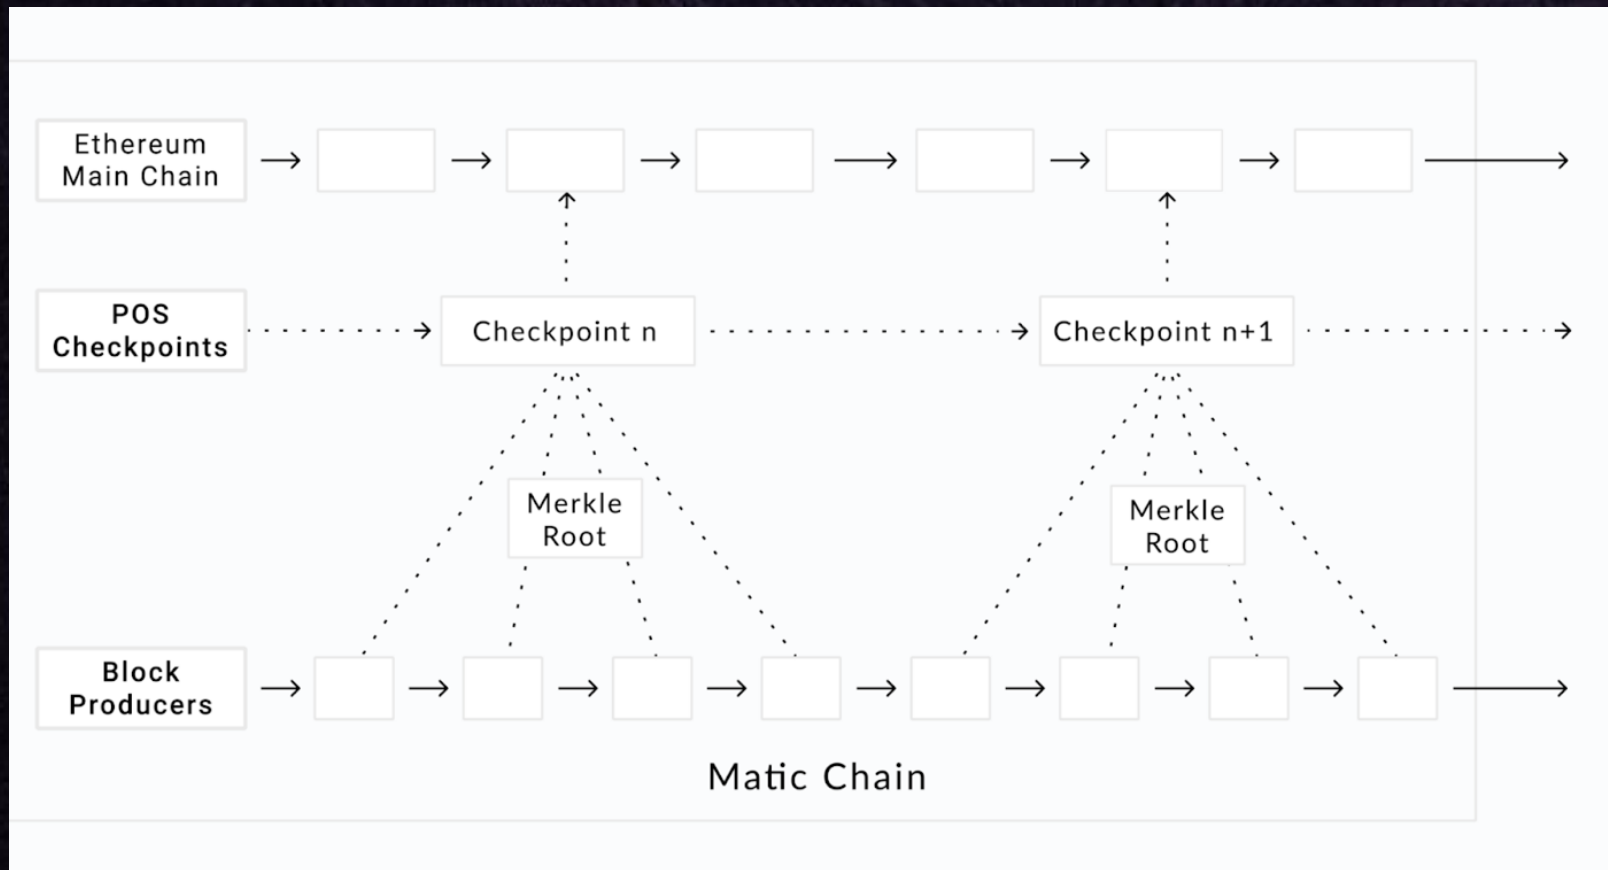 Ethereum
Main Chain
POS
Checkpoints
Checkpoint n
Checkpoint n+1
Merkle
Root
Merkle
Root
Block
Producers
Matic Chain